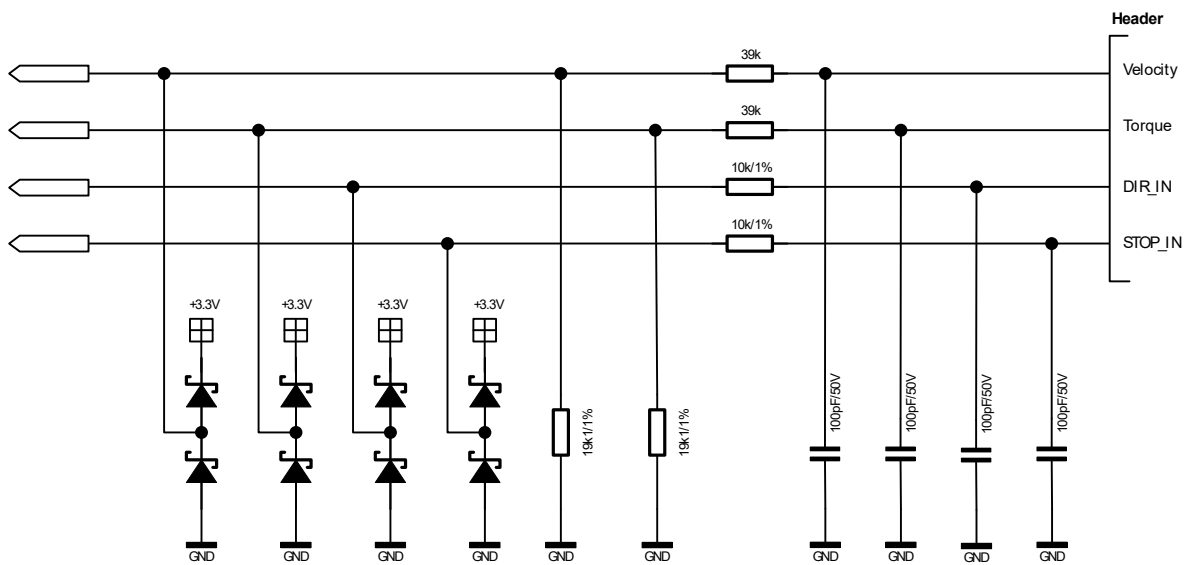 Header
39k
Velocity
39k
Torque
10k/1%
DIR_IN
10k/1%
STOP_IN
+3.3V
+3.3V
+3.3V
+3.3V
19k1/1%
19k1/1%
100pF/50V
100pF/50V
100pF/50V
100pF/50V
GND
GND
GND
GND
GND
GND
GND
GND
GND
GND